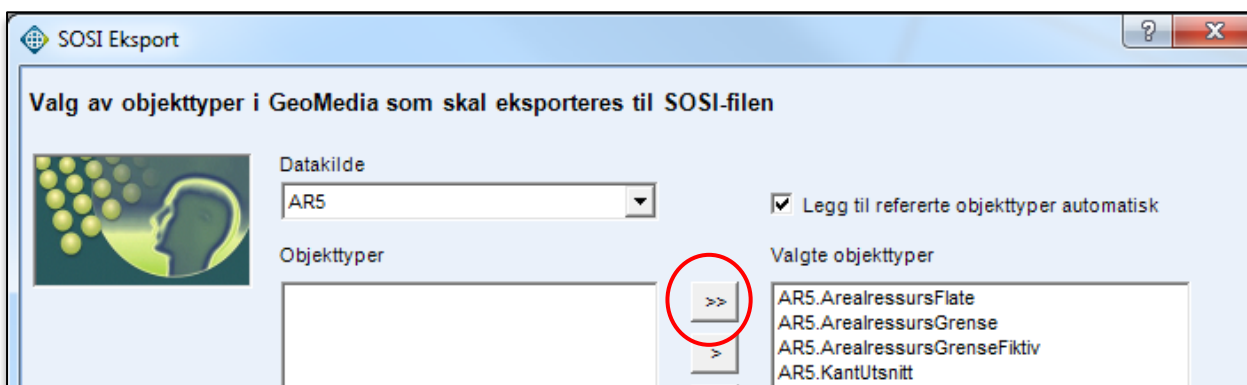 SOSI Eksport
?
X
Valg av objekttyper i GeoMedia som skal eksporteres til SOSI-filen
Datakilde
AR5
Legg til refererte objekttyper automatisk
Objekttyper
Valgte objekttyper
>>
>
AR5.ArealressursFlate
AR5.ArealressursGrense
AR5.ArealressursGrenseFiktiv
AR5.KantUtsnitt